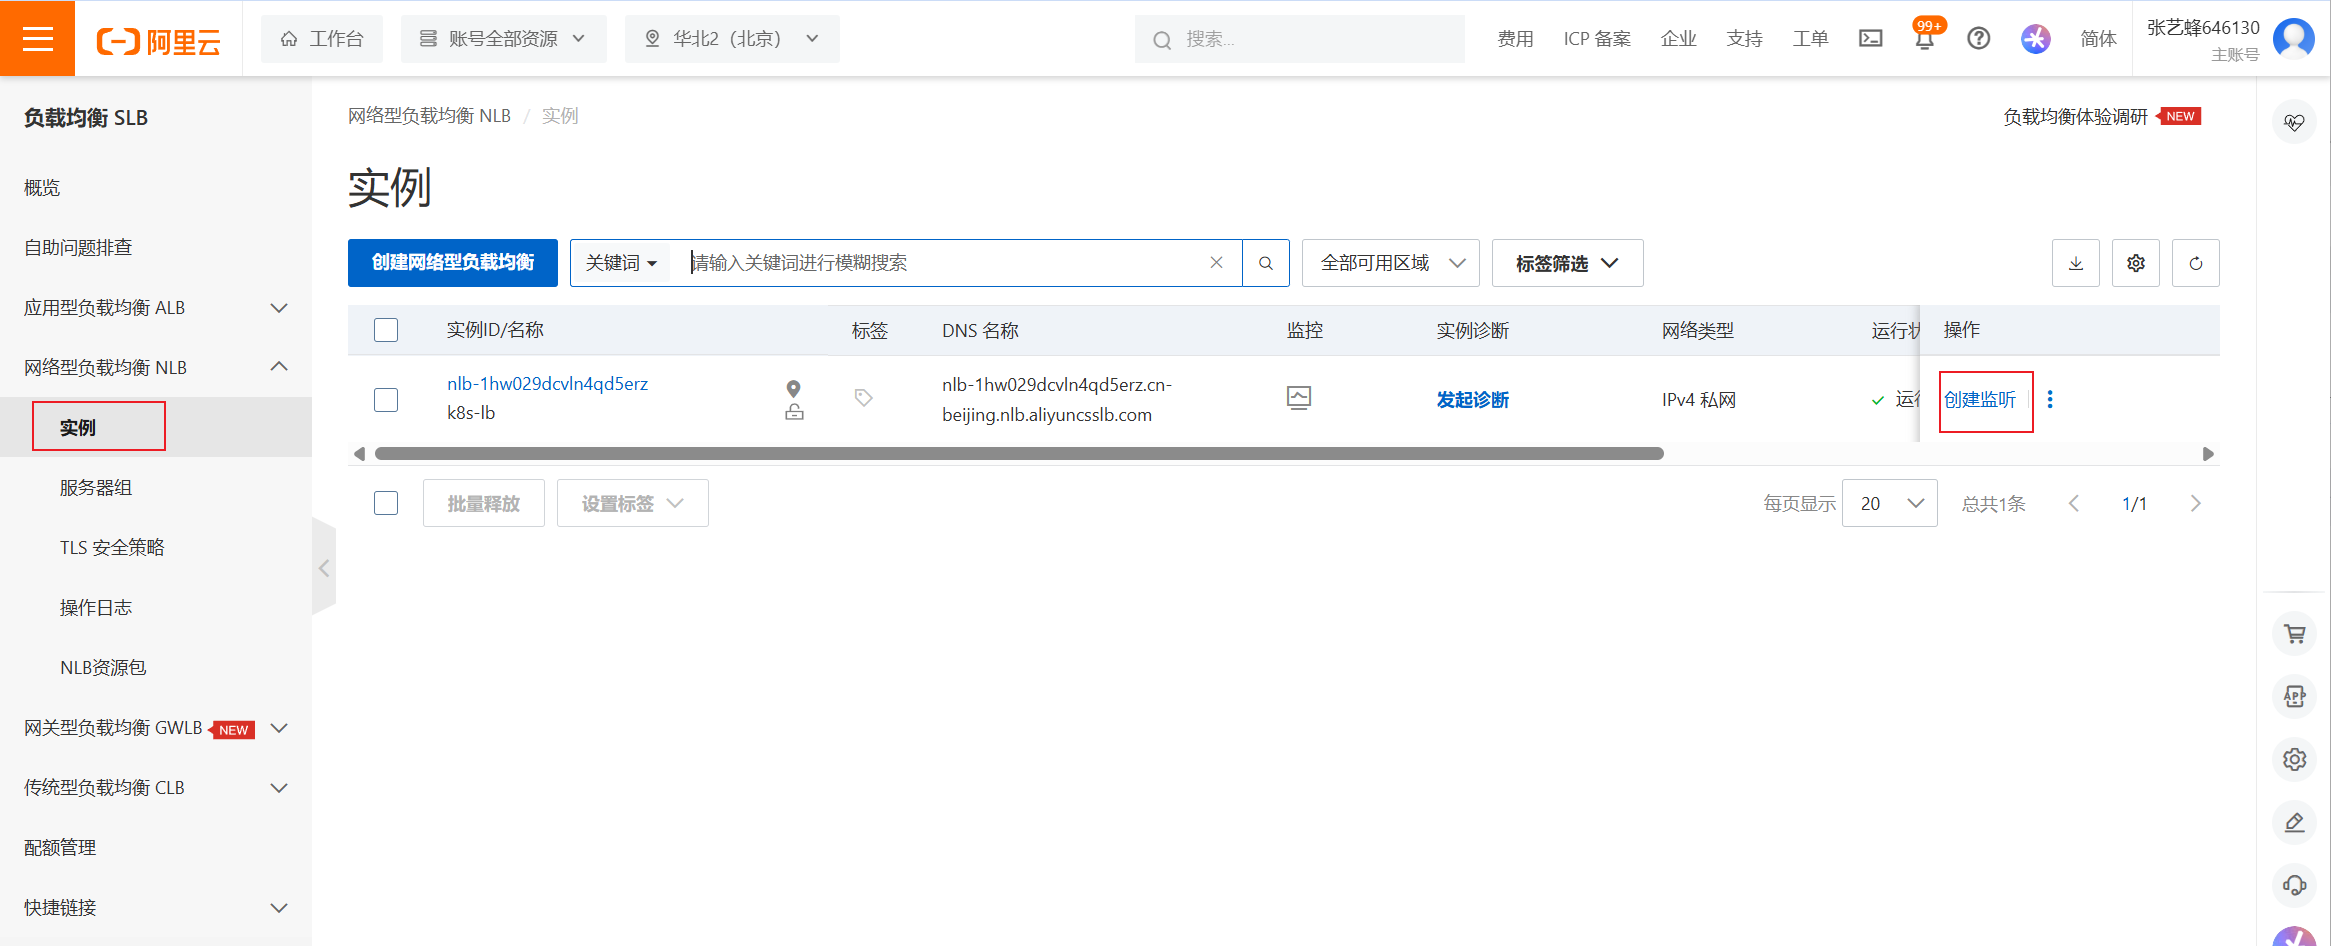 阿里云
工作台
账号全部资源
华北2（北京）
搜索...
费用
ICP 备案
企业
支持
工单
99+
简体
张艺蜂646130
主账号
负载均衡 SLB
概览
自助问题排查
应用型负载均衡 ALB
网络型负载均衡 NLB
实例
服务器组
TLS 安全策略
操作日志
NLB资源包
网关型负载均衡 GWLB NEW
传统型负载均衡 CLB
配额管理
快捷链接
网络型负载均衡 NLB / 实例
负载均衡体验调研 NEW
实例
创建网络型负载均衡
关键词
请输入关键词进行模糊搜索
全部可用区域
标签筛选
实例ID/名称
标签
DNS 名称
监控
实例诊断
网络类型
运行状
操作
nlb-1hw029dcvln4qd5erz
k8s-lb
nlb-1hw029dcvln4qd5erz.cn-
beijing.nlb.aliyuncsslb.com
发起诊断
IPv4 私网
运行
创建监听
批量释放
设置标签
每页显示
20
总共1条
1/1
APP